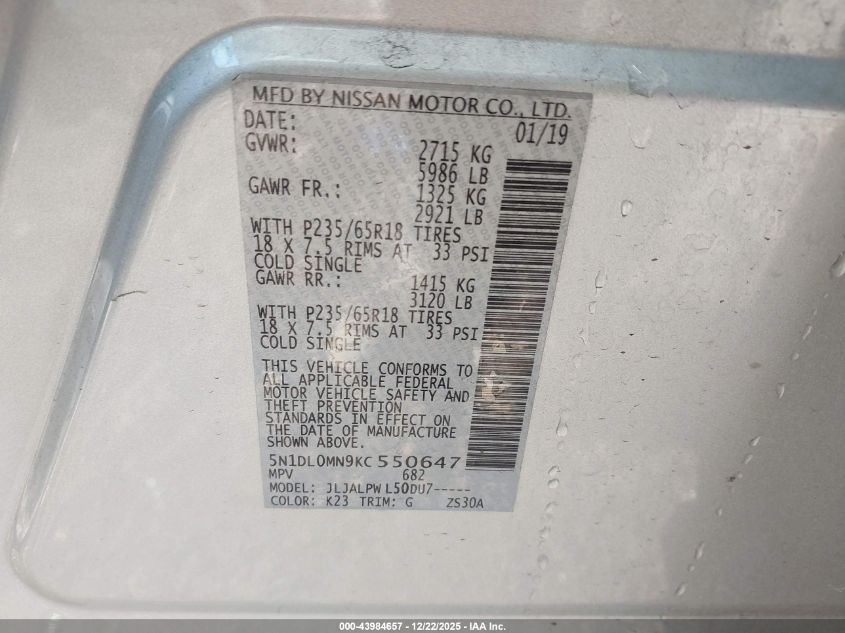 MFD BY NISSAN MOTOR CO., LTD.
DATE: 01/19
GVWR: 2715 KG
5986 LB
GAWR FR.: 1325 KG
2921 LB
WITH P235/65R18 TIRES
18 X 7.5 RIMS AT 33 PSI
COLD SINGLE
GAWR RR.: 1415 KG
3120 LB
WITH P235/65R18 TIRES
18 X 7.5 RIMS AT 33 PSI
COLD SINGLE
THIS VEHICLE CONFORMS TO
ALL APPLICABLE FEDERAL
MOTOR VEHICLE SAFETY AND
THEFT PREVENTION
STANDARDS IN EFFECT ON
THE DATE OF MANUFACTURE
SHOWN ABOVE.
5N1DL0MN9KC550647
MPV 682
MODEL: JLJALPWL50DU7-----
COLOR: K23 TRIM: G ZS30A
000-43984657 - 12/22/2025 - IAA Inc.